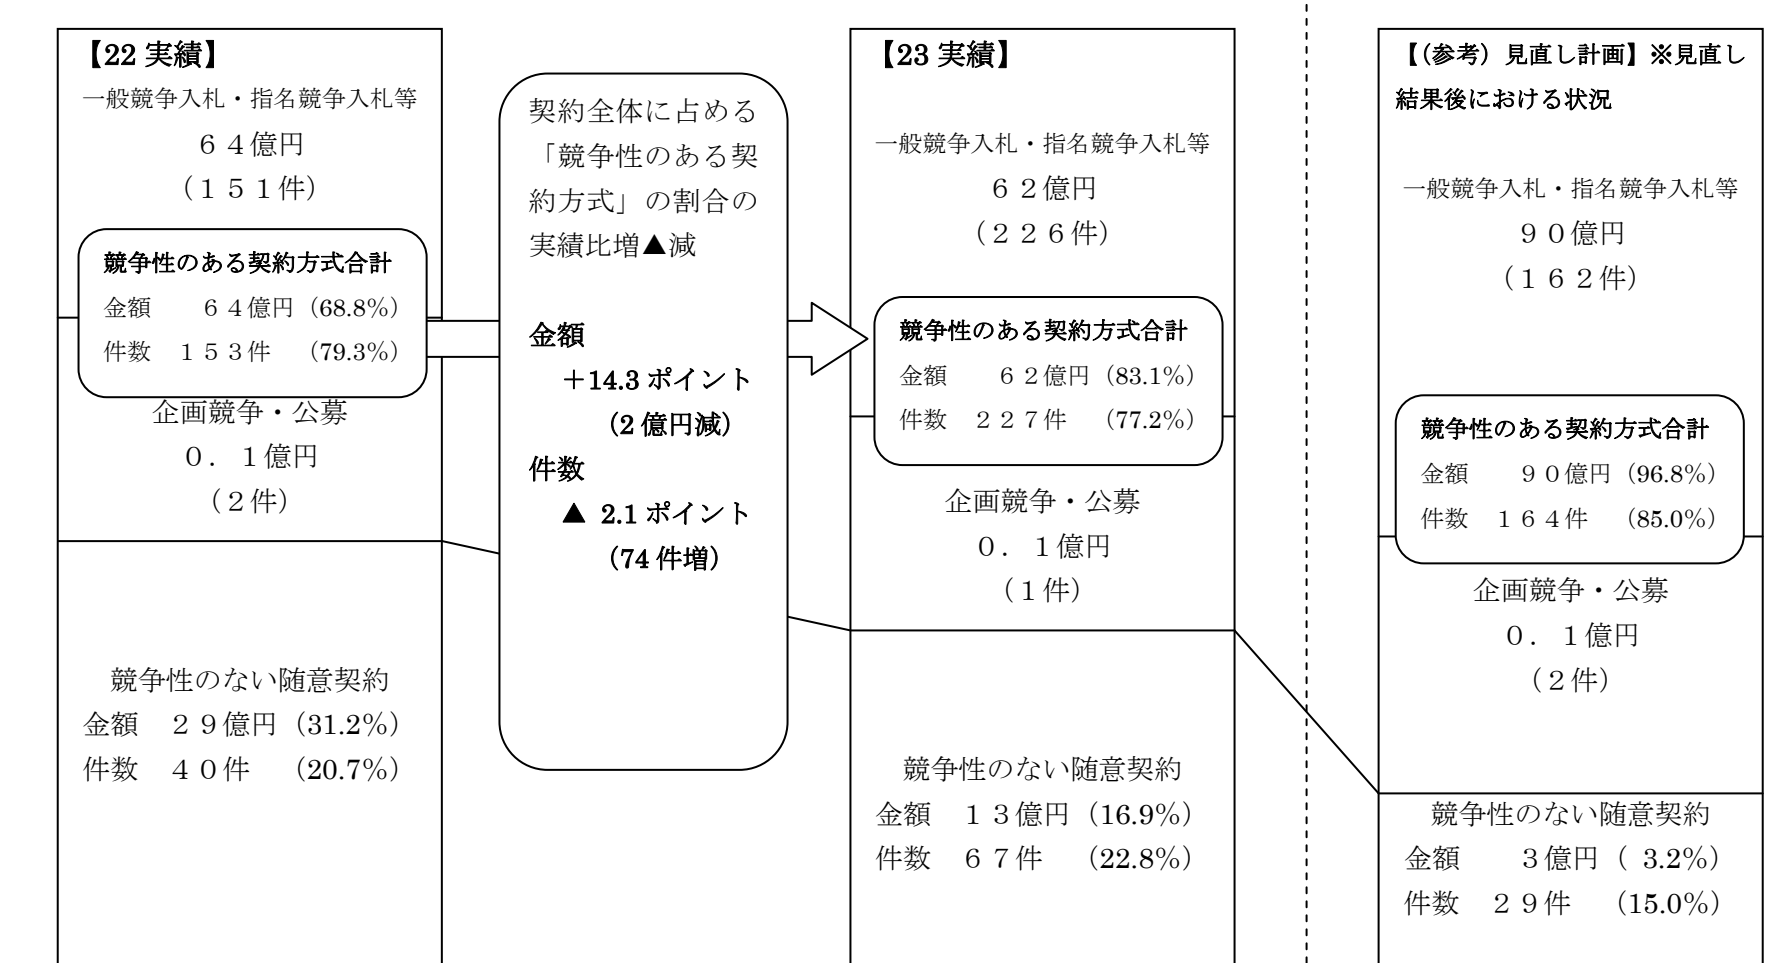 【22 実績】
一般競争入札・指名競争入札等
６４億円
（１５１件）
競争性のある契約方式合計
金額　　６４億円（68.8%）
件数　１５３件　（79.3%）
企画競争・公募
０．１億円
（２件）
競争性のない随意契約
金額　２９億円（31.2%）
件数　４０件　（20.7%）
契約全体に占める
「競争性のある契
約方式」の割合の
実績比増▲減
金額
＋14.3 ポイント
（2 億円減）
件数
▲ 2.1 ポイント
（74 件増）
【23 実績】
一般競争入札・指名競争入札等
６２億円
（２２６件）
競争性のある契約方式合計
金額　　６２億円（83.1%）
件数　２２７件　（77.2%）
企画競争・公募
０．１億円
（１件）
競争性のない随意契約
金額　１３億円（16.9%）
件数　６７件　（22.8%）
【（参考）見直し計画】※見直し
結果後における状況
一般競争入札・指名競争入札等
９０億円
（１６２件）
競争性のある契約方式合計
金額　　９０億円（96.8%）
件数　１６４件　（85.0%）
企画競争・公募
０．１億円
（２件）
競争性のない随意契約
金額　　３億円（ 3.2%）
件数　２９件　（15.0%）